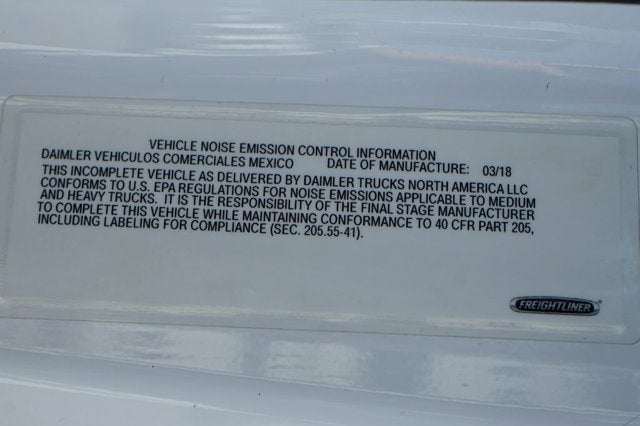 VEHICLE NOISE EMISSION CONTROL INFORMATION
DAIMLER VEHICULOS COMERCIALES MEXICO DATE OF MANUFACTURE: 03/18
THIS INCOMPLETE VEHICLE AS DELIVERED BY DAIMLER TRUCKS NORTH AMERICA LLC
CONFORMS TO U.S. EPA REGULATIONS FOR NOISE EMISSIONS APPLICABLE TO MEDIUM
AND HEAVY TRUCKS. IT IS THE RESPONSIBILITY OF THE FINAL STAGE MANUFACTURER
TO COMPLETE THIS VEHICLE WHILE MAINTAINING CONFORMANCE TO 40 CFR PART 205,
INCLUDING LABELING FOR COMPLIANCE (SEC. 205.55-41).
FREIGHTLINER